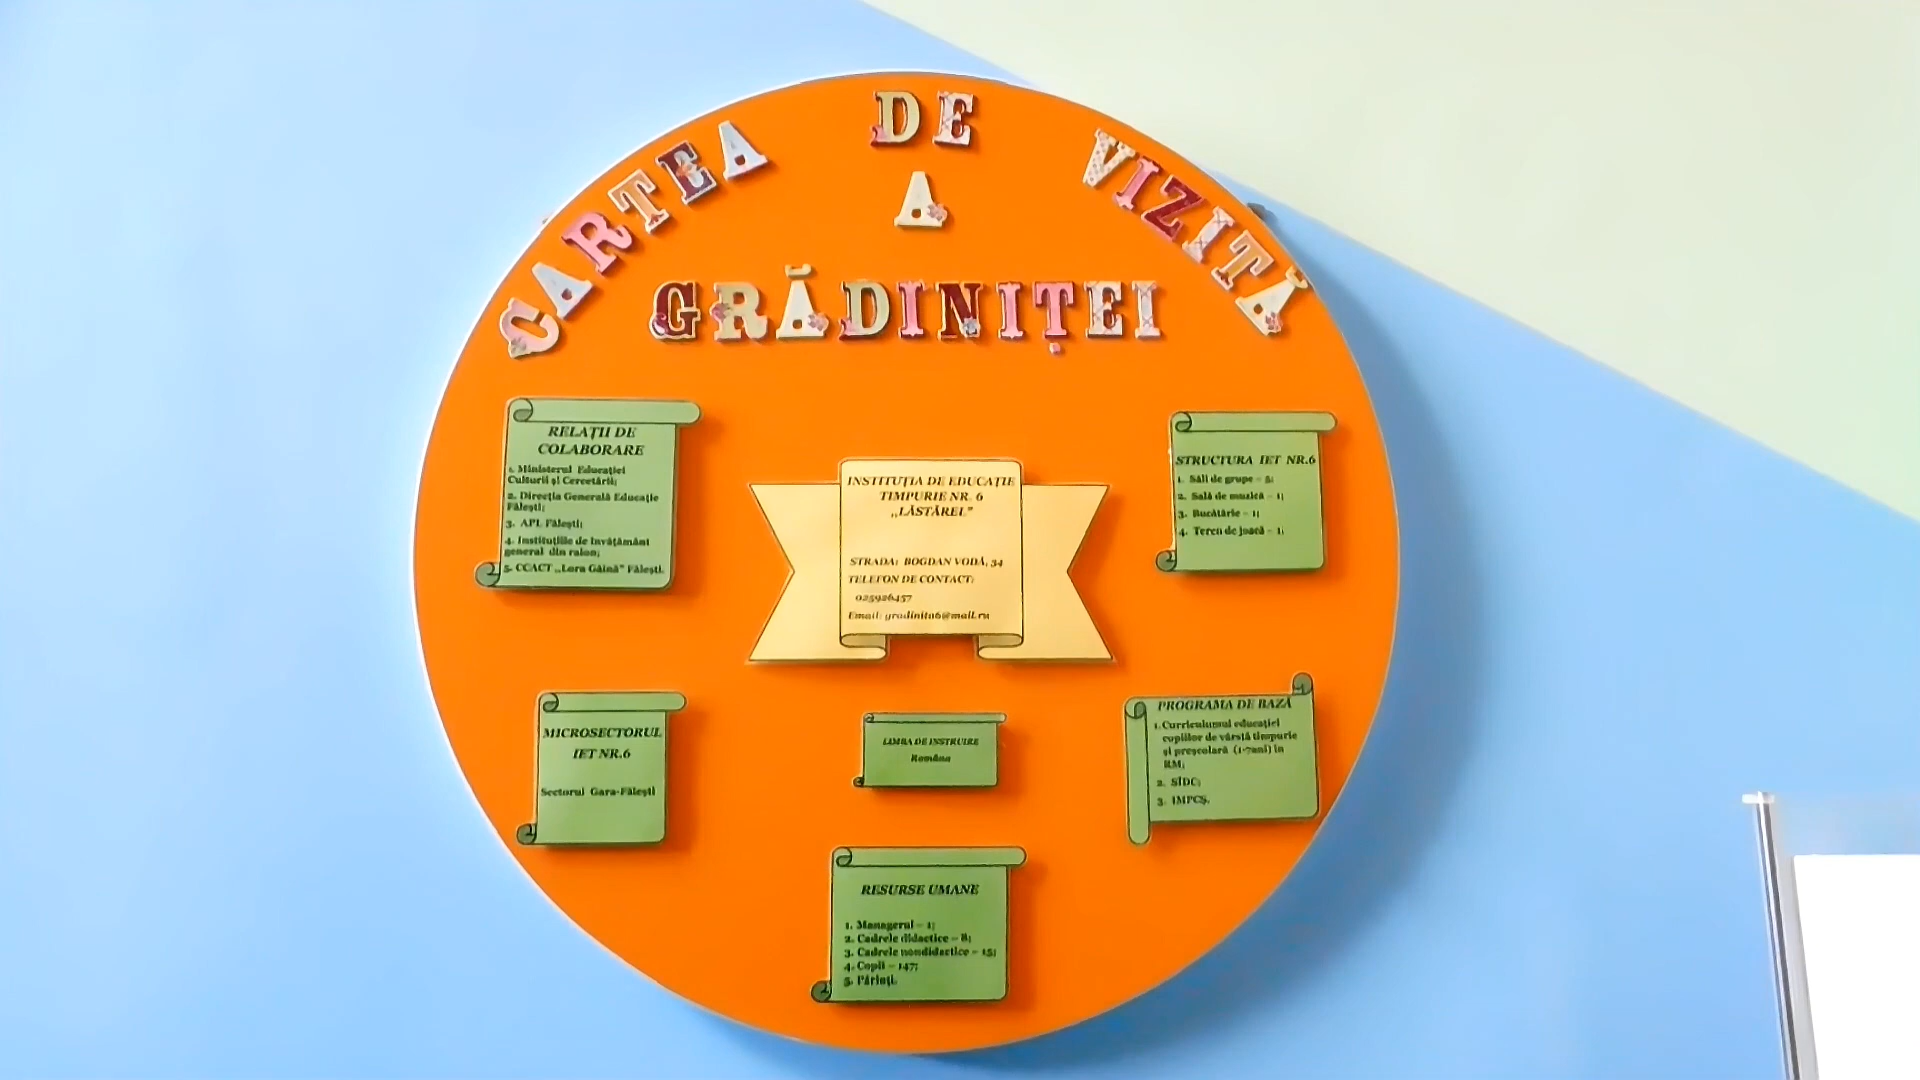 CARTEA DE VIZITĂ
A
GRĂDINIȚEI
RELAȚII DE
COLABORARE
1. Ministerul Educației
Culturii și Cercetării;
2. Direcția Generală Educație
Fălești;
3. APL Fălești;
4. Instituțiile de învățământ
general din raion;
5. CCACT „Lora Găină” Fălești.
INSTITUȚIA DE EDUCAȚIE
TIMPURIE NR. 6
„LĂSTĂREL”
STRADA: BOGDAN VODĂ, 34
TELEFON DE CONTACT:
025926457
Email: gradinita6@mail.ru
STRUCTURA IET NR.6
1. Săli de grupe – 5;
2. Sală de muzică – 1;
3. Bucătărie – 1;
4. Teren de joacă – 1.
MICROSECTORUL
IET NR.6
Sectorul Gara-Fălești
LIMBA DE INSTRUIRE
Româna
PROGRAMA DE BAZĂ
1. Curriculumul educației
copiilor de vârstă timpurie
și preșcolară (1-7ani) în
RM;
2. SÎDC;
3. IMPCȘ.
RESURSE UMANE
1. Managerul – 1;
2. Cadrele didactice – 8;
3. Cadrele nondidactice – 15;
4. Copii – 147;
5. Părinți.